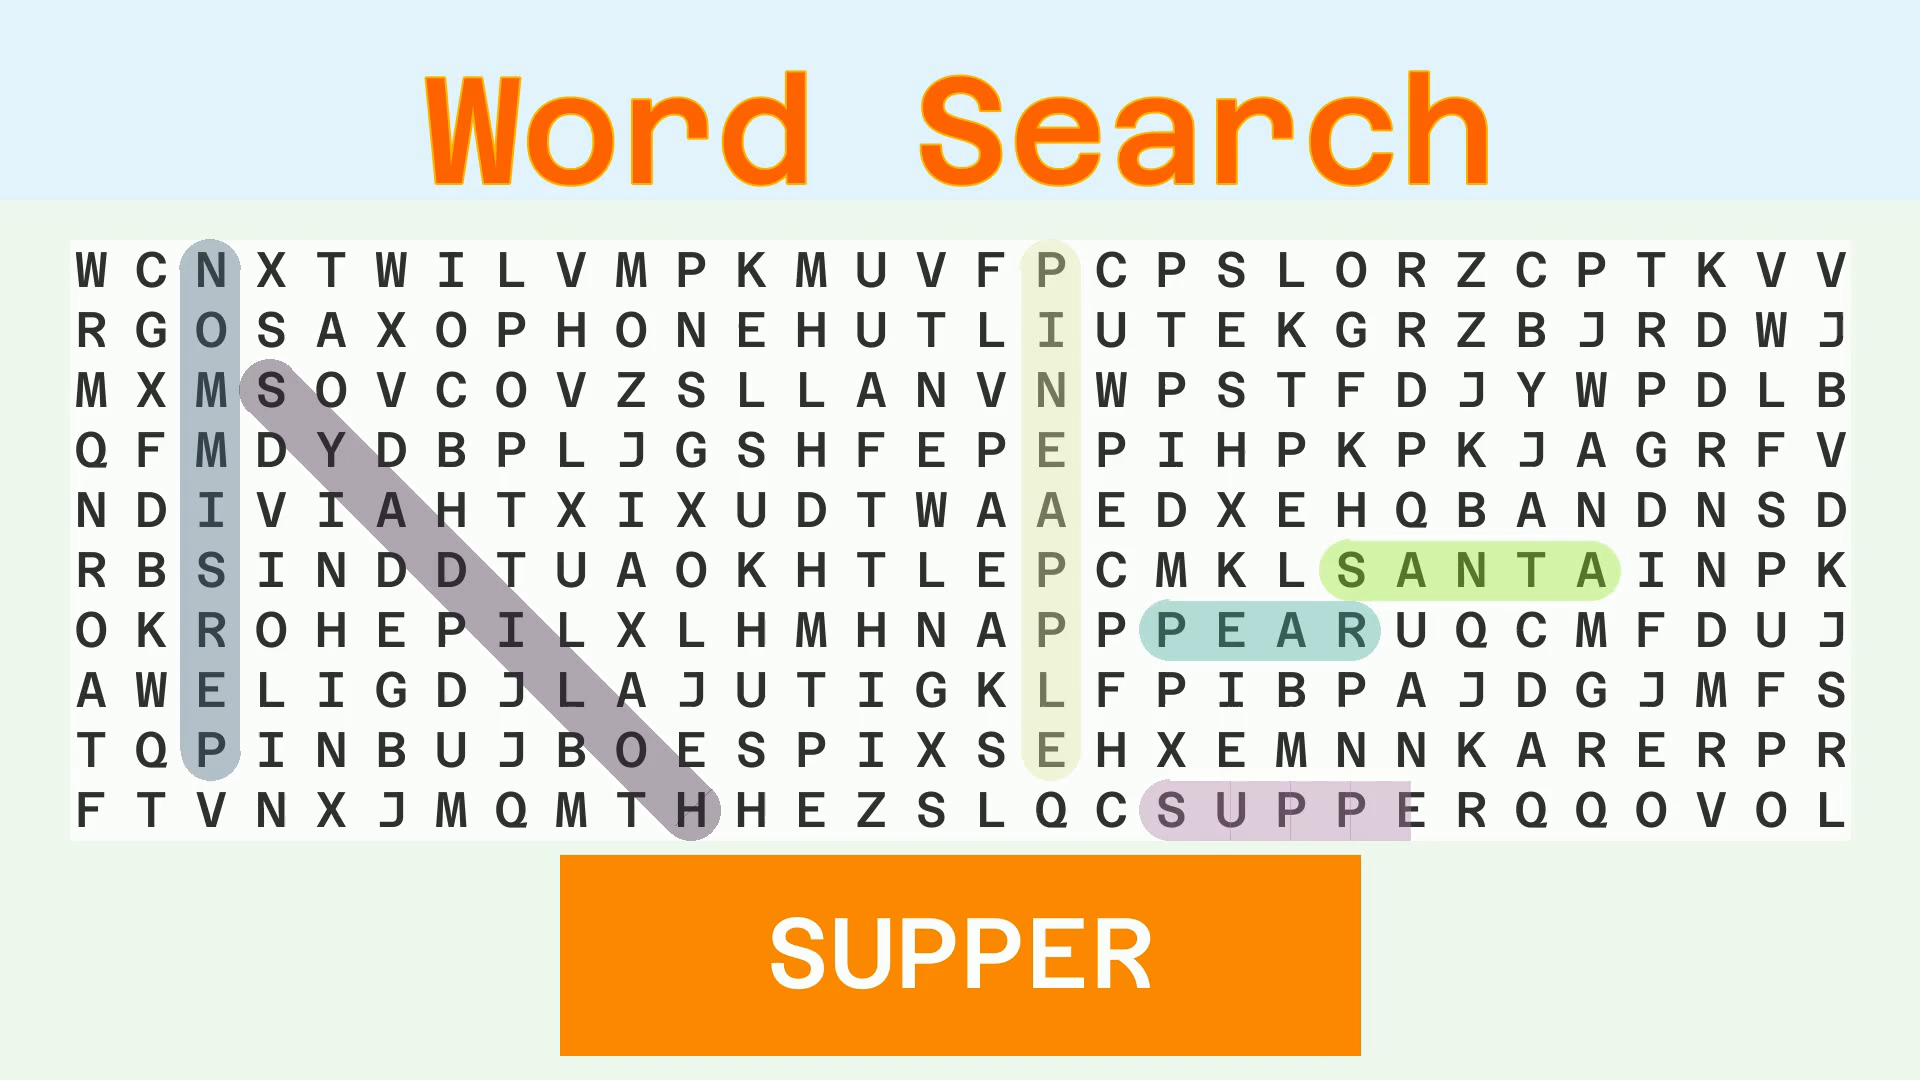 Word Search
W C N X T W I L V M P K M U V F P C P S L O R Z C P T K V V
R G O S A X O P H O N E H U T L I U T E K G R Z B J R D W J
M X M S O V C O V Z S L L A N V N W P S T F D J Y W P D L B
Q F M D Y D B P L J G S H F E P E P I H P K P K J A G R F V
N D I V I A H T X I X U D T W A A E D X E H Q B A N D N S D
R B S I N D D T U A O K H T L E P C M K L S A N T A I N P K
O K R O H E P I L X L H M H N A P P P E A R U Q C M F D U J
A W E L I G D J L A J U T I G K L F P I B P A J D G J M F S
T Q P I N B U J B O E S P I X S E H X E M N N K A R E R P R
F T V N X J M Q M T H H E Z S L Q C S U P P E R Q Q O V O L
SUPPER